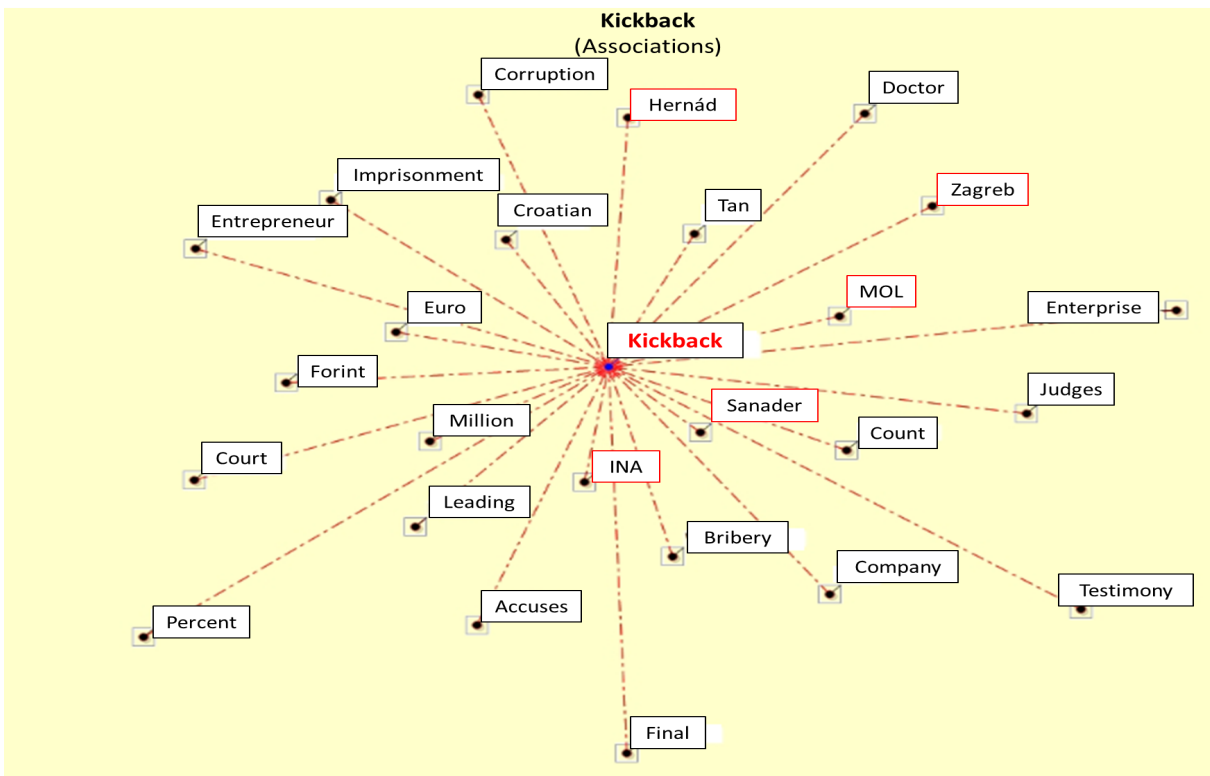 Kickback
(Associations)
Corruption
Hernád
Doctor
Imprisonment
Zagreb
Entrepreneur
Croatian
Tan
Euro
MOL
Enterprise
Kickback
Forint
Judges
Million
Sanader
Count
Court
INA
Leading
Bribery
Company
Testimony
Percent
Accuses
Final